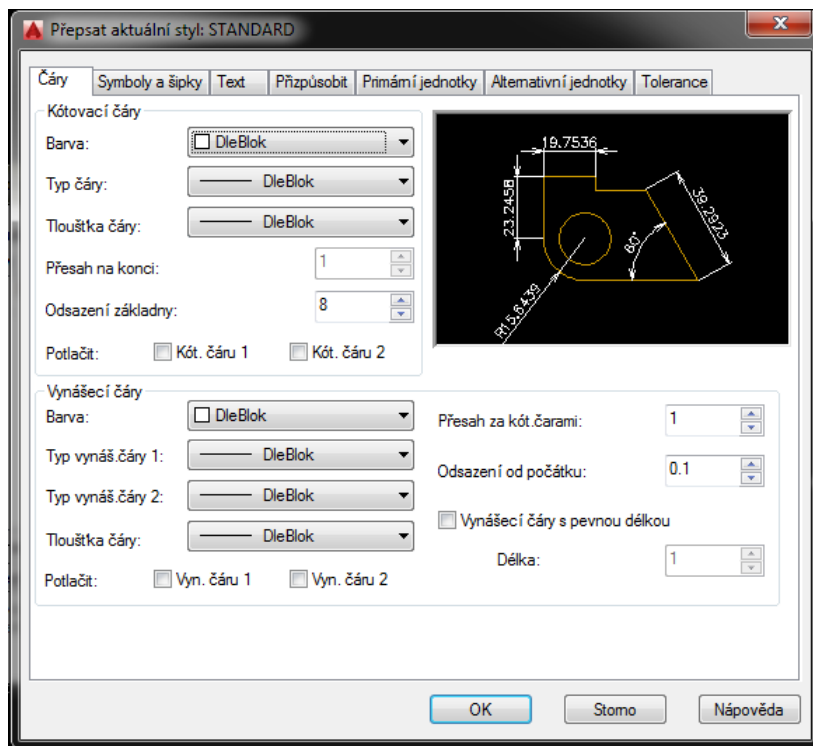 Přepsat aktuální styl: STANDARD
Čáry Symboly a šipky Text Přizpůsobit Primární jednotky Alternativní jednotky Tolerance
Kótovací čáry
Barva: DleBlok
Typ čáry: DleBlok
Tloušťka čáry: DleBlok
Přesah na konci: 1
Odsazení základny: 8
Potlačit: Kót. čáru 1 Kót. čáru 2
19.7536
23.2458
39.2923
60°
R15.6439
Vynášecí čáry
Barva: DleBlok
Typ vynáš.čáry 1: DleBlok
Typ vynáš.čáry 2: DleBlok
Tloušťka čáry: DleBlok
Potlačit: Vyn. čáru 1 Vyn. čáru 2
Přesah za kót.čarami: 1
Odsazení od počátku: 0.1
Vynášecí čáry s pevnou délkou
Délka: 1
OK Storno Nápověda